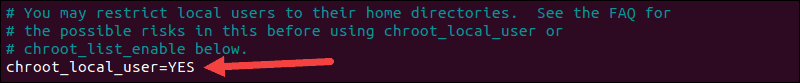 # You may restrict local users to their home directories.  See the FAQ for
# the possible risks in this before using chroot_local_user or
# chroot_list_enable below.
chroot_local_user=YES